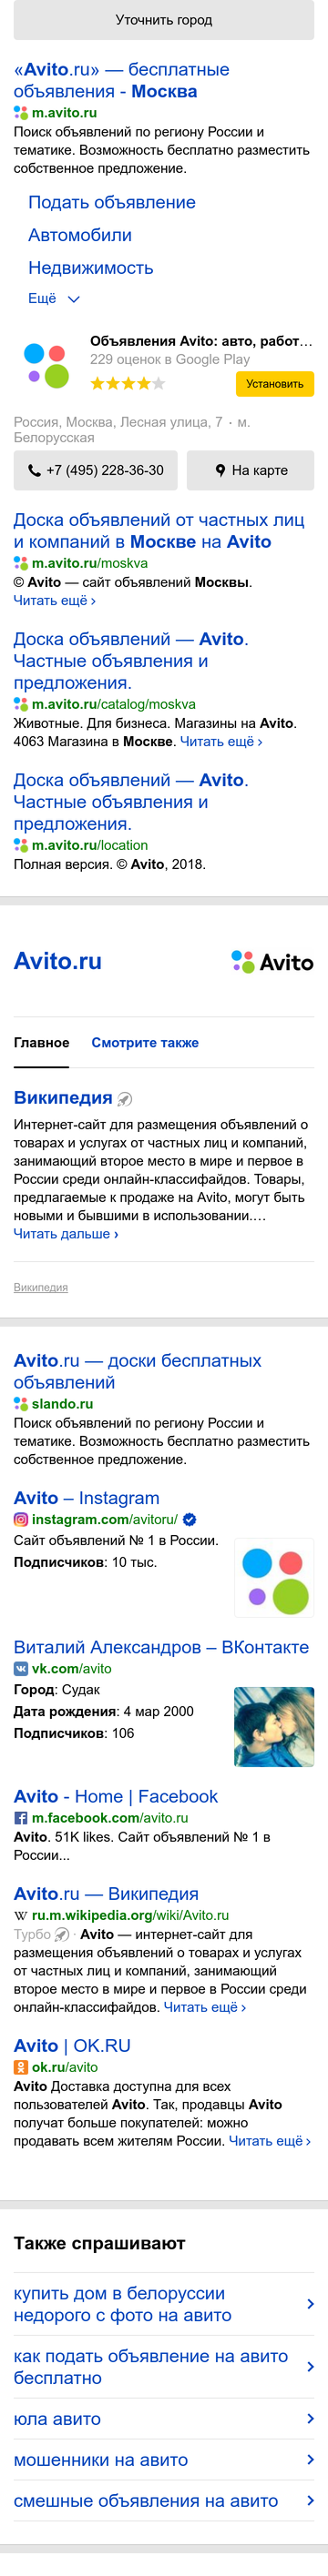 Уточнить город
«Avito.ru» — бесплатные
объявления - Москва
m.avito.ru
Поиск объявлений по региону России и
тематике. Возможность бесплатно разместить
собственное предложение.
Подать объявление
Автомобили
Недвижимость
Ещё
Объявления Avito: авто, работ...
229 оценок в Google Play
Установить
Россия, Москва, Лесная улица, 7 · м.
Белорусская
+7 (495) 228-36-30
На карте
Доска объявлений от частных лиц
и компаний в Москве на Avito
m.avito.ru/moskva
© Avito — сайт объявлений Москвы.
Читать ещё ›
Доска объявлений — Avito.
Частные объявления и
предложения.
m.avito.ru/catalog/moskva
Животные. Для бизнеса. Магазины на Avito.
4063 Магазина в Москве. Читать ещё ›
Доска объявлений — Avito.
Частные объявления и
предложения.
m.avito.ru/location
Полная версия. © Avito, 2018.
Avito.ru
Avito
Главное Смотрите также
Википедия
Интернет-сайт для размещения объявлений о
товарах и услугах от частных лиц и компаний,
занимающий второе место в мире и первое в
России среди онлайн-классифайдов. Товары,
предлагаемые к продаже на Avito, могут быть
новыми и бывшими в использовании....
Читать дальше ›
Википедия
Avito.ru — доски бесплатных
объявлений
slando.ru
Поиск объявлений по региону России и
тематике. Возможность бесплатно разместить
собственное предложение.
Avito – Instagram
instagram.com/avitoru/
Сайт объявлений № 1 в России.
Подписчиков: 10 тыс.
Виталий Александров – ВКонтакте
vk.com/avito
Город: Судак
Дата рождения: 4 мар 2000
Подписчиков: 106
Avito - Home | Facebook
m.facebook.com/avito.ru
Avito. 51K likes. Сайт объявлений № 1 в
России...
Avito.ru — Википедия
ru.m.wikipedia.org/wiki/Avito.ru
Турбо · Avito — интернет-сайт для
размещения объявлений о товарах и услугах
от частных лиц и компаний, занимающий
второе место в мире и первое в России среди
онлайн-классифайдов. Читать ещё ›
Avito | OK.RU
ok.ru/avito
Avito Доставка доступна для всех
пользователей Avito. Так, продавцы Avito
получат больше покупателей: можно
продавать всем жителям России. Читать ещё ›
Также спрашивают
купить дом в белоруссии
недорого с фото на авито
как подать объявление на авито
бесплатно
юла авито
мошенники на авито
смешные объявления на авито